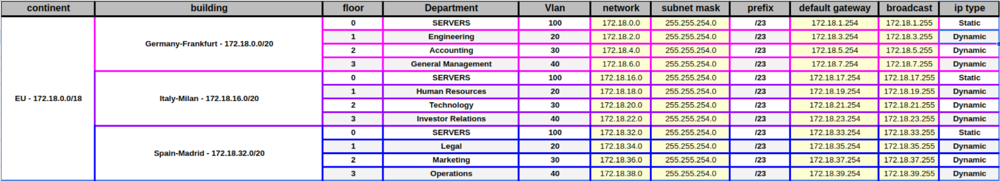 continent building floor Department Vlan network subnet mask prefix default gateway broadcast ip type
EU - 172.18.0.0/18
Germany-Frankfurt - 172.18.0.0/20
0 SERVERS 100 172.18.0.0 255.255.254.0 /23 172.18.1.254 172.18.1.255 Static
1 Engineering 20 172.18.2.0 255.255.254.0 /23 172.18.3.254 172.18.3.255 Dynamic
2 Accounting 30 172.18.4.0 255.255.254.0 /23 172.18.5.254 172.18.5.255 Dynamic
3 General Management 40 172.18.6.0 255.255.254.0 /23 172.18.7.254 172.18.7.255 Dynamic
Italy-Milan - 172.18.16.0/20
0 SERVERS 100 172.18.16.0 255.255.254.0 /23 172.18.17.254 172.18.17.255 Static
1 Human Resources 20 172.18.18.0 255.255.254.0 /23 172.18.19.254 172.18.19.255 Dynamic
2 Technology 30 172.18.20.0 255.255.254.0 /23 172.18.21.254 172.18.21.255 Dynamic
3 Investor Relations 40 172.18.22.0 255.255.254.0 /23 172.18.23.254 172.18.23.255 Dynamic
Spain-Madrid - 172.18.32.0/20
0 SERVERS 100 172.18.32.0 255.255.254.0 /23 172.18.33.254 172.18.33.255 Static
1 Legal 20 172.18.34.0 255.255.254.0 /23 172.18.35.254 172.18.35.255 Dynamic
2 Marketing 30 172.18.36.0 255.255.254.0 /23 172.18.37.254 172.18.37.255 Dynamic
3 Operations 40 172.18.38.0 255.255.254.0 /23 172.18.39.254 172.18.39.255 Dynamic